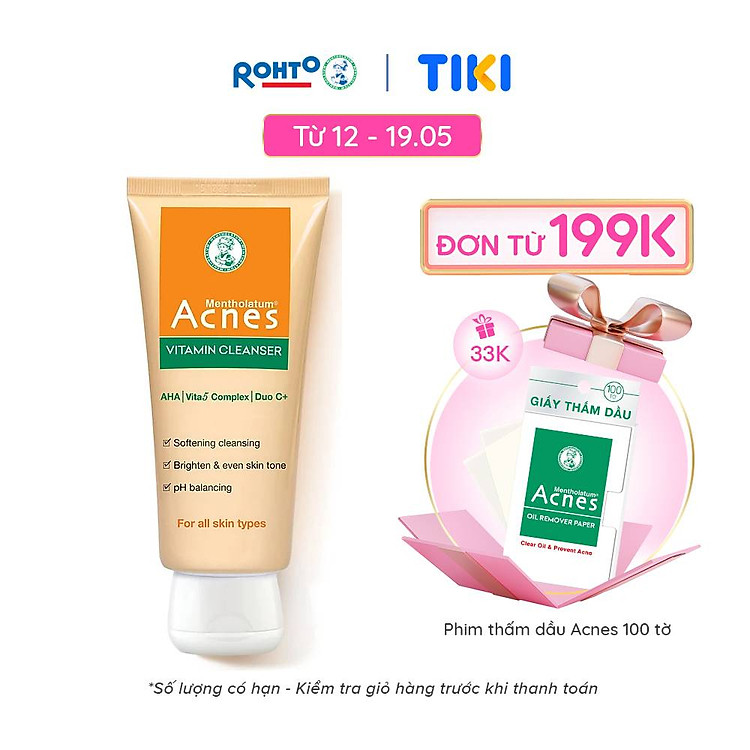 ROHTO
TIKI
Từ 12 - 19.05
Mentholatum®
Acnes
VITAMIN CLEANSER
AHA | Vita5 Complex | Duo C+
Softening cleansing
Brighten & even skin tone
pH balancing
For all skin types
ĐƠN TỪ 199K
33K
100
TỜ
GIẤY THẤM DẦU
Mentholatum®
Acnes
OIL REMOVER PAPER
Clear Oil & Prevent Acne
Phim thấm dầu Acnes 100 tờ
*Số lượng có hạn - Kiểm tra giỏ hàng trước khi thanh toán